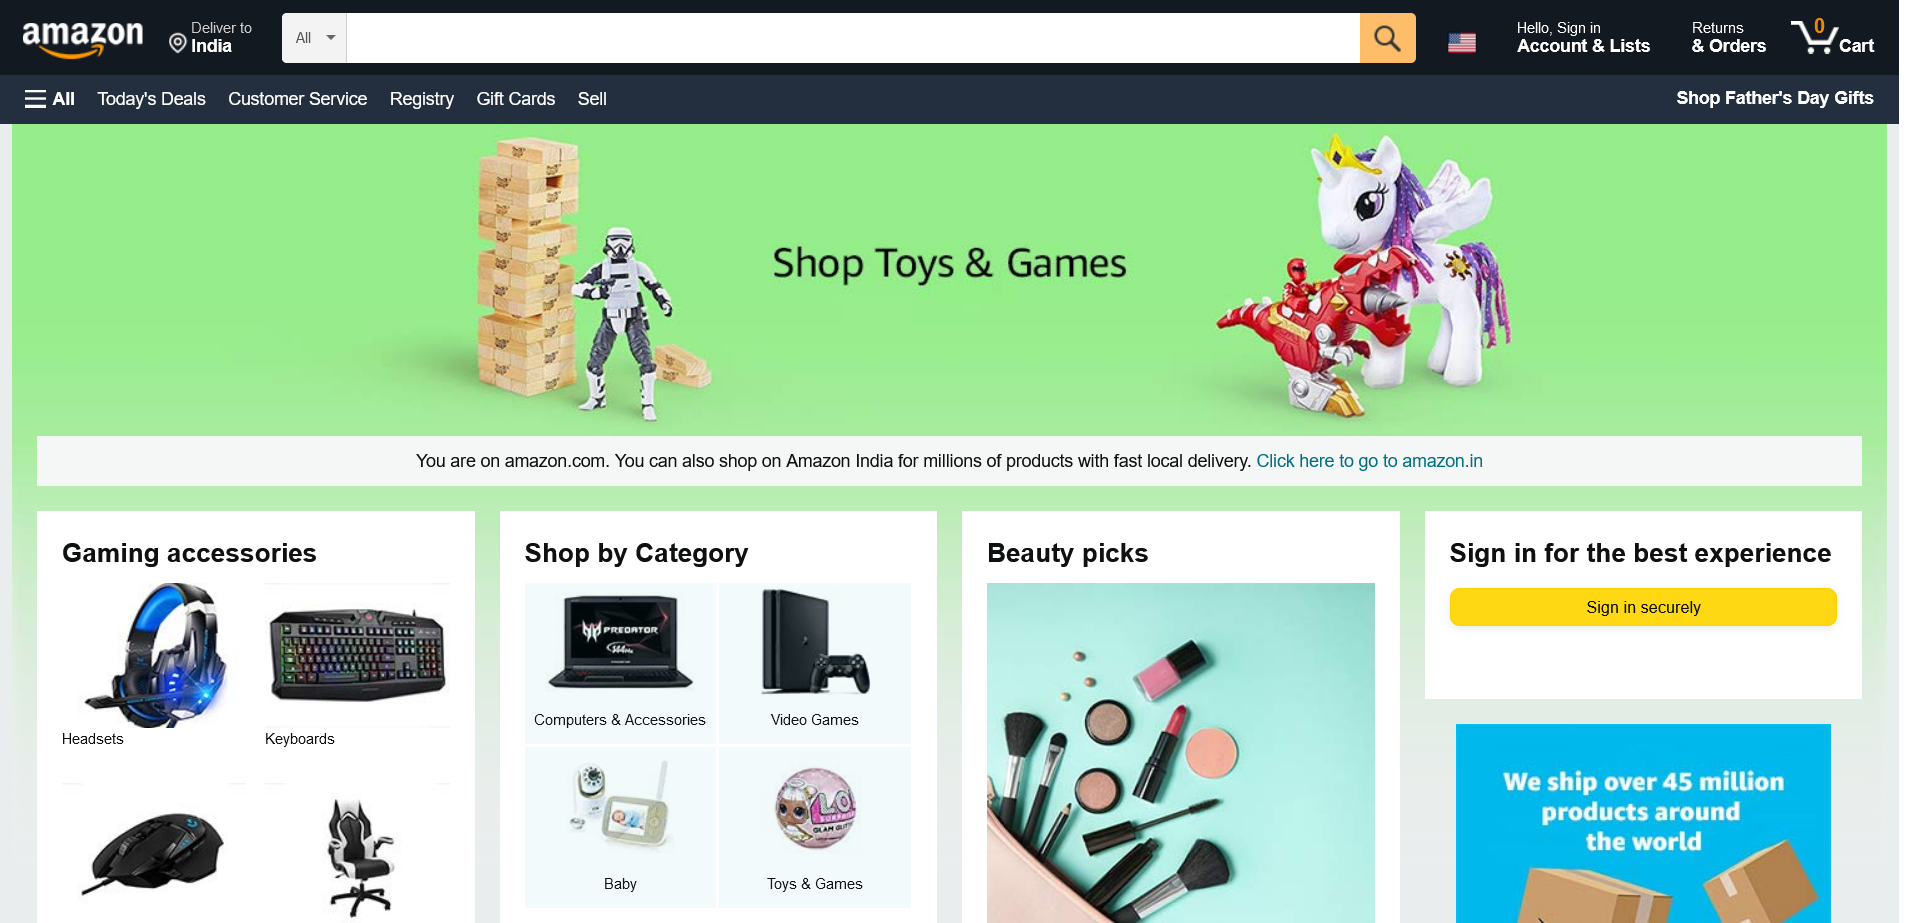 amazon
Deliver to
India
All
Hello, Sign in
Account & Lists
Returns
& Orders
0
Cart
All
Today's Deals
Customer Service
Registry
Gift Cards
Sell
Shop Father's Day Gifts
Shop Toys & Games
You are on amazon.com. You can also shop on Amazon India for millions of products with fast local delivery. Click here to go to amazon.in
Gaming accessories
Headsets
Keyboards
Shop by Category
PREDATOR
144Hz
Computers & Accessories
Video Games
Baby
L.O.L.
SURPRISE
GLAM GLITTER
Toys & Games
Beauty picks
Sign in for the best experience
Sign in securely
We ship over 45 million
products around
the world